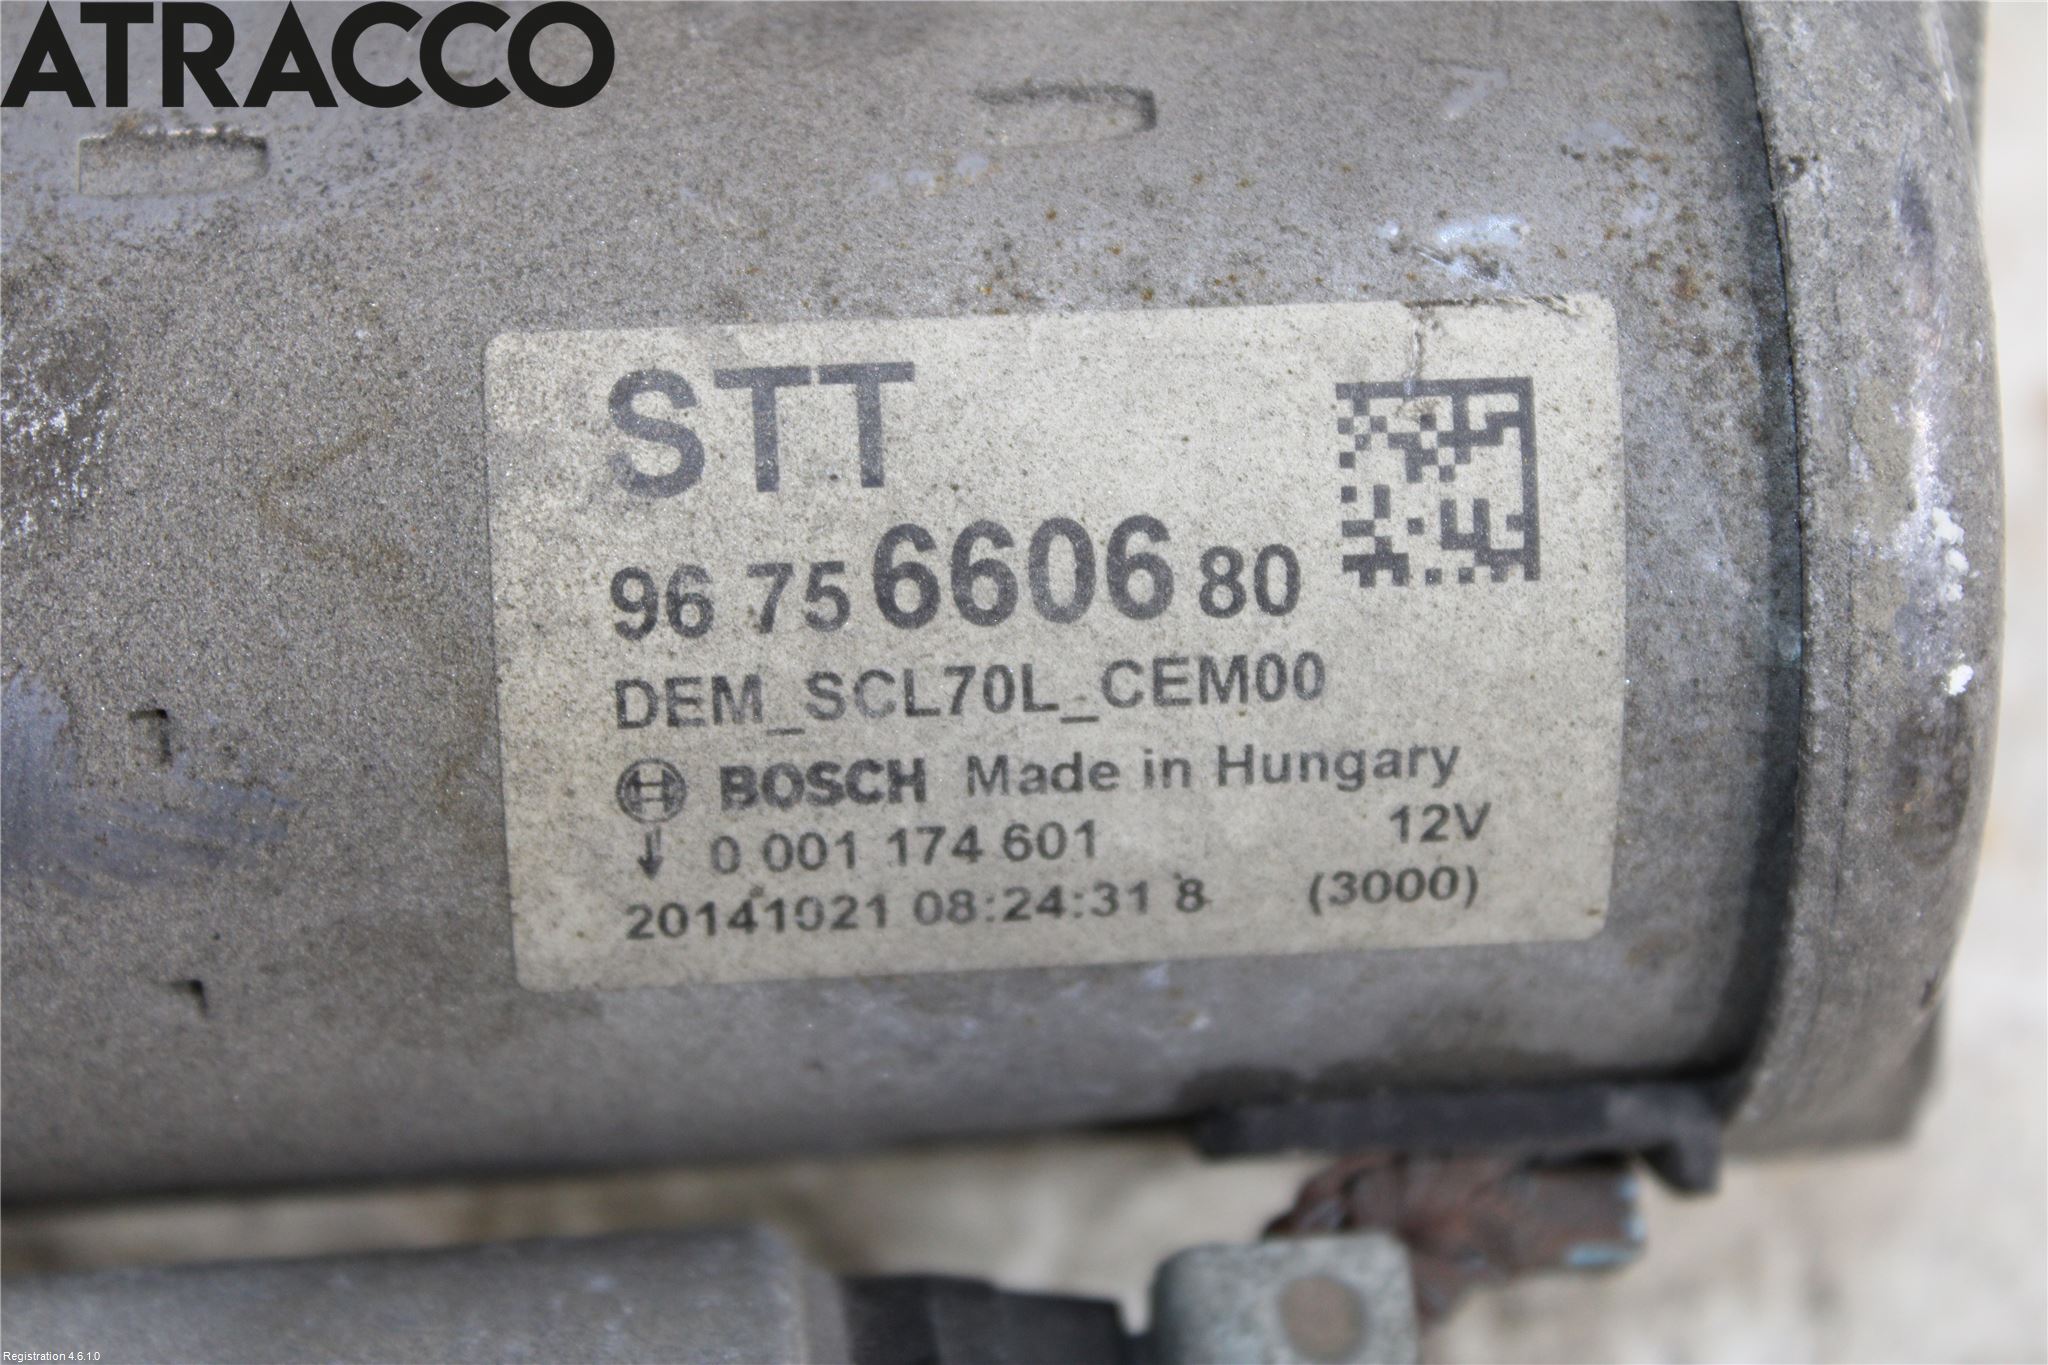 ATRACCO
STT
96 75 6606 80
DEM_SCL70L_CEM00
BOSCH Made in Hungary
0 001 174 601 12V
20141021 08:24:31 8 (3000)
Registration 4.6.1.0